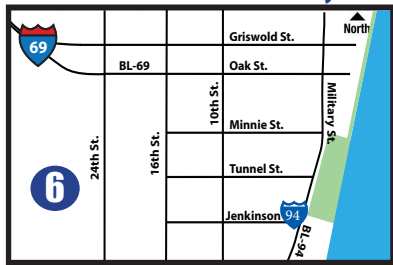 North
Griswold St.
69
BL-69
Oak St.
Military St.
10th St.
Minnie St.
24th St.
16th St.
Tunnel St.
6
Jenkinson
94
BL-94